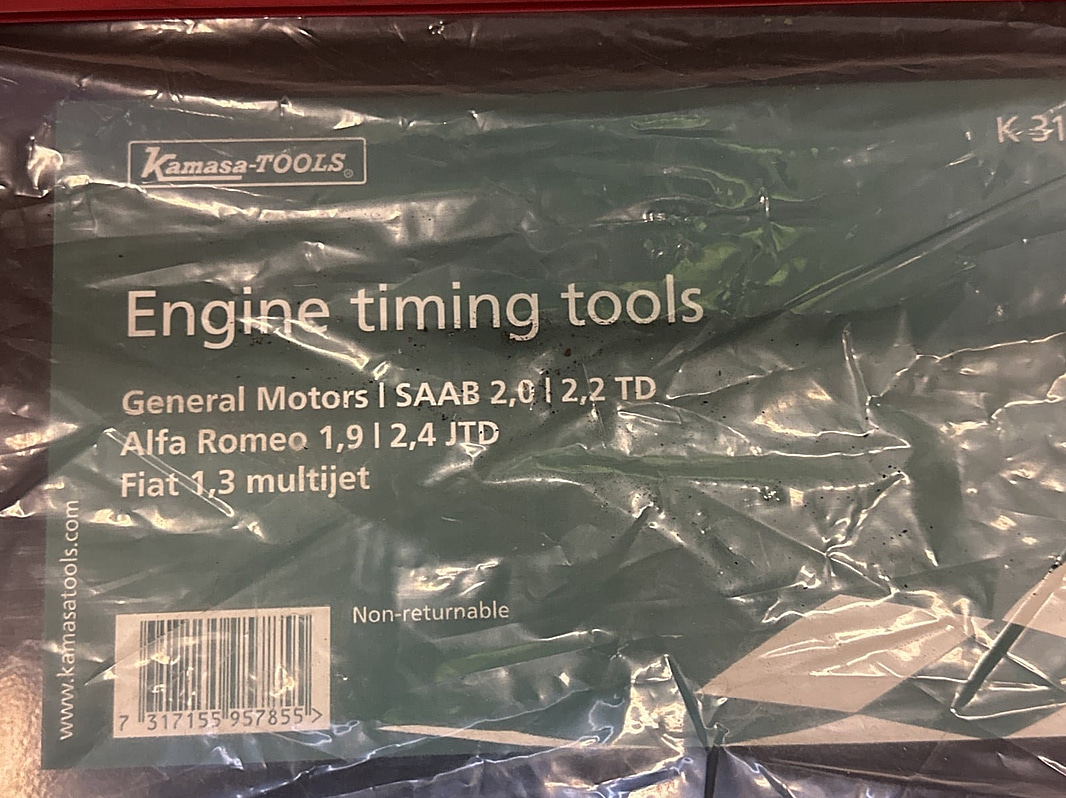 Kamasa-TOOLS®
K 31
Engine timing tools
General Motors | SAAB 2,0 | 2,2 TD
Alfa Romeo 1,9 | 2,4 JTD
Fiat 1,3 multijet
www.kamasatools.com
Non-returnable
7 317155 957855 >